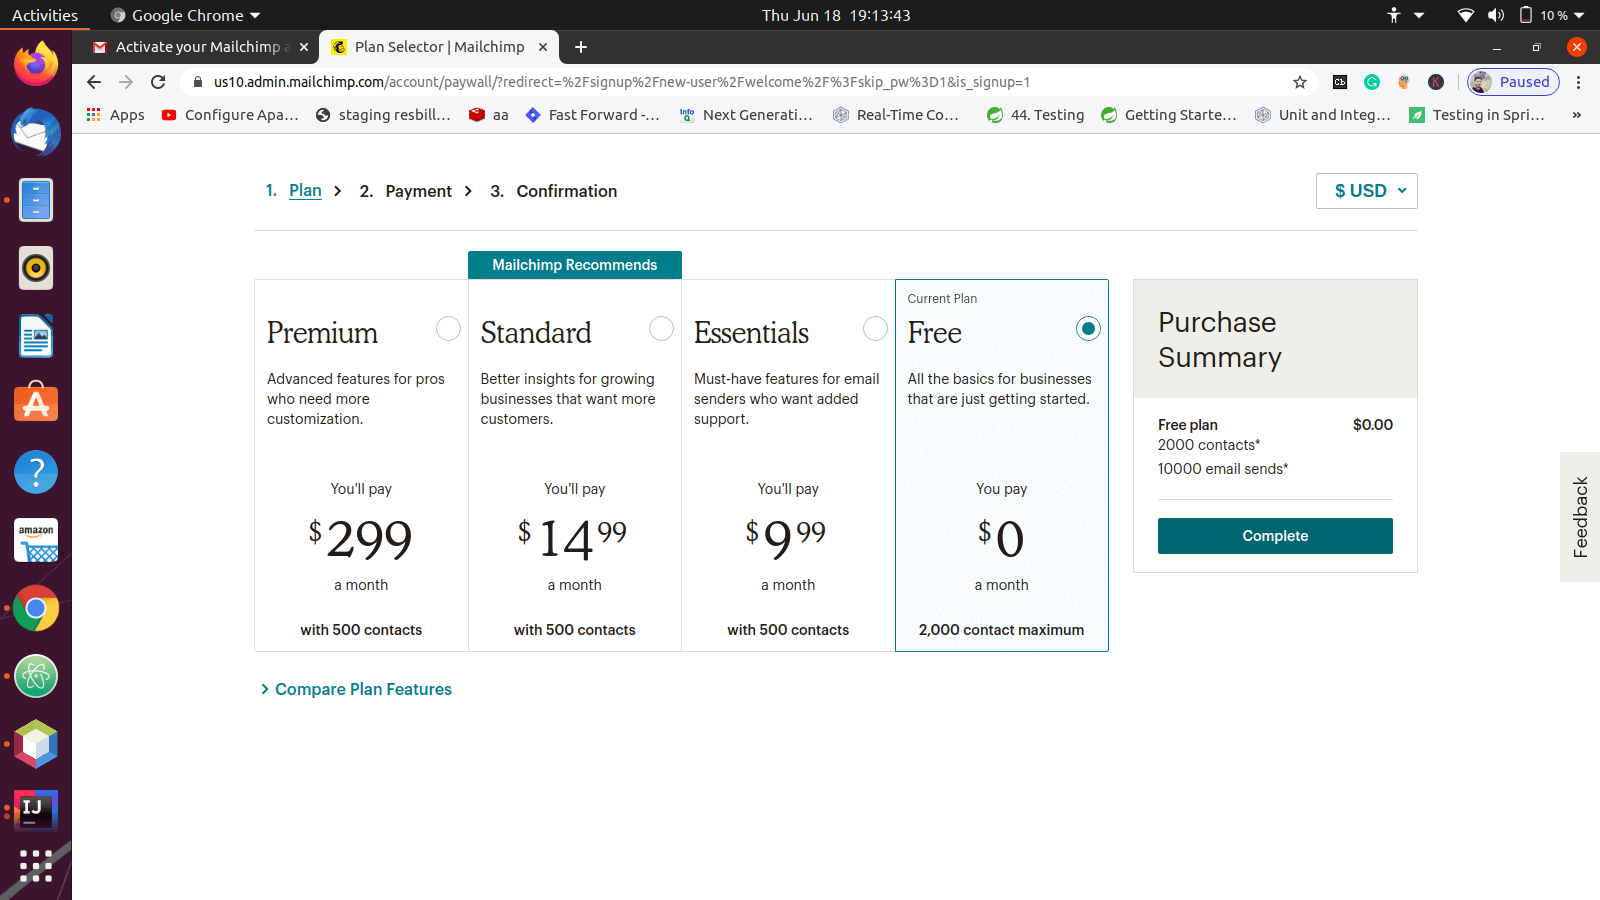 Activities
Google Chrome
Thu Jun 18 19:13:43
10 %
Activate your Mailchimp a
Plan Selector | Mailchimp
us10.admin.mailchimp.com/account/paywall/?redirect=%2Fsignup%2Fnew-user%2Fwelcome%2F%3Fskip_pw%3D1&is_signup=1
Paused
Apps
Configure Apa...
staging resbill...
aa
Fast Forward -...
Next Generati...
Real-Time Co...
44. Testing
Getting Starte...
Unit and Integ...
Testing in Spri...
»
1. Plan > 2. Payment > 3. Confirmation
$ USD
Mailchimp Recommends
Premium
Advanced features for pros
who need more
customization.
You'll pay
$299
a month
with 500 contacts
Standard
Better insights for growing
businesses that want more
customers.
You'll pay
$14 99
a month
with 500 contacts
Essentials
Must-have features for email
senders who want added
support.
You'll pay
$9 99
a month
with 500 contacts
Current Plan
Free
All the basics for businesses
that are just getting started.
You pay
$0
a month
2,000 contact maximum
Purchase
Summary
Free plan $0.00
2000 contacts*
10000 email sends*
Complete
Feedback
> Compare Plan Features
amazon
IJ